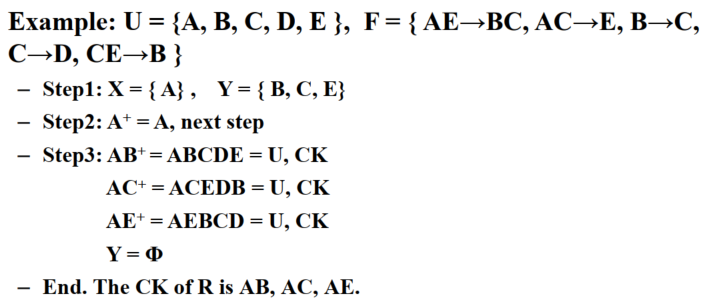 Example: U = {A, B, C, D, E }, F = { AE→BC, AC→E, B→C,
C→D, CE→B }
– Step1: X = { A} , Y = { B, C, E}
– Step2: A⁺ = A, next step
– Step3: AB⁺ = ABCDE = U, CK
AC⁺ = ACEDB = U, CK
AE⁺ = AEBCD = U, CK
Y = Φ
– End. The CK of R is AB, AC, AE.